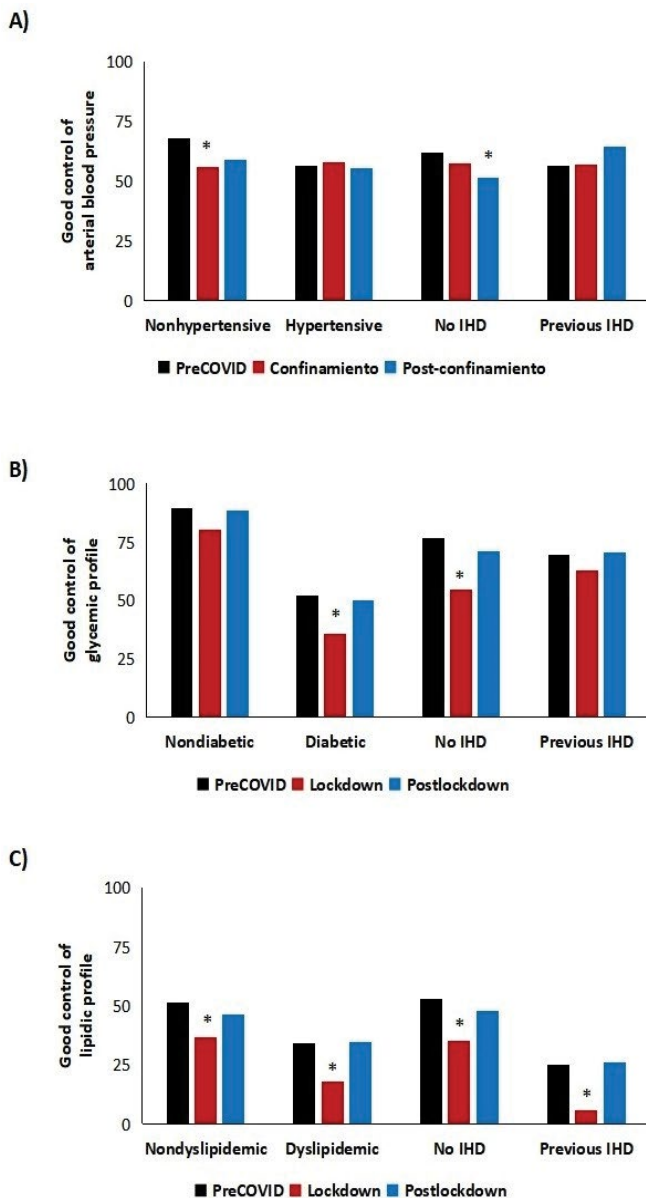 A)
Good control of
arterial blood pressure
100
75
50
25
0
*
*
Nonhypertensive Hypertensive No IHD Previous IHD
PreCOVID Confinamiento Post-confinamiento
B)
Good control of
glycemic profile
100
75
50
25
0
*
*
Nondiabetic Diabetic No IHD Previous IHD
PreCOVID Lockdown Postlockdown
C)
Good control of
lipidic profile
100
75
50
25
0
*
*
*
*
Nondyslipidemic Dyslipidemic No IHD Previous IHD
PreCOVID Lockdown Postlockdown